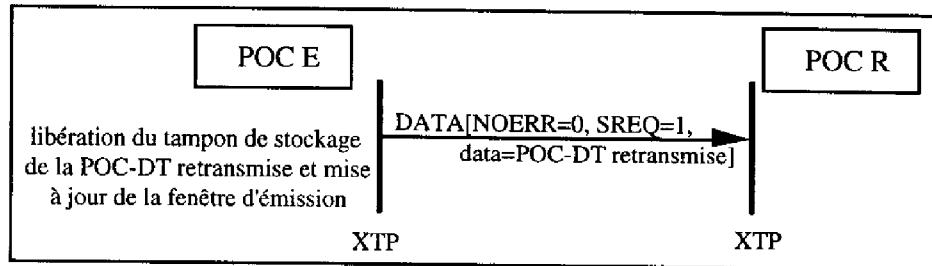 POC E
POC R
DATA[NOERR=0, SREQ=1,
data=POC-DT retransmise]
libération du tampon de stockage
de la POC-DT retransmise et mise
à jour de la fenêtre d'émission
XTP
XTP